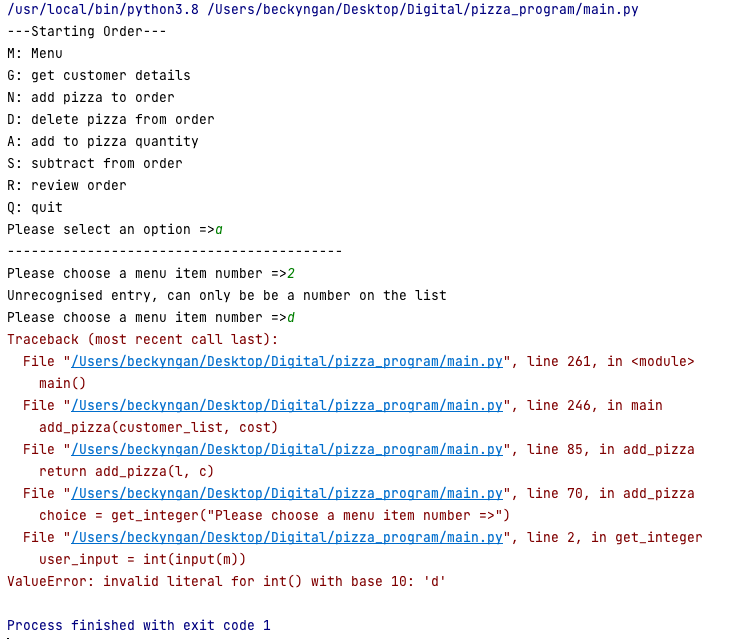 /usr/local/bin/python3.8 /Users/beckyngan/Desktop/Digital/pizza_program/main.py
---Starting Order---
M: Menu
G: get customer details
N: add pizza to order
D: delete pizza from order
A: add to pizza quantity
S: subtract from order
R: review order
Q: quit
Please select an option =>a
------------------------------------------
Please choose a menu item number =>2
Unrecognised entry, can only be be a number on the list
Please choose a menu item number =>d
Traceback (most recent call last):
  File "/Users/beckyngan/Desktop/Digital/pizza_program/main.py", line 261, in <module>
    main()
  File "/Users/beckyngan/Desktop/Digital/pizza_program/main.py", line 246, in main
    add_pizza(customer_list, cost)
  File "/Users/beckyngan/Desktop/Digital/pizza_program/main.py", line 85, in add_pizza
    return add_pizza(l, c)
  File "/Users/beckyngan/Desktop/Digital/pizza_program/main.py", line 70, in add_pizza
    choice = get_integer("Please choose a menu item number =>")
  File "/Users/beckyngan/Desktop/Digital/pizza_program/main.py", line 2, in get_integer
    user_input = int(input(m))
ValueError: invalid literal for int() with base 10: 'd'

Process finished with exit code 1